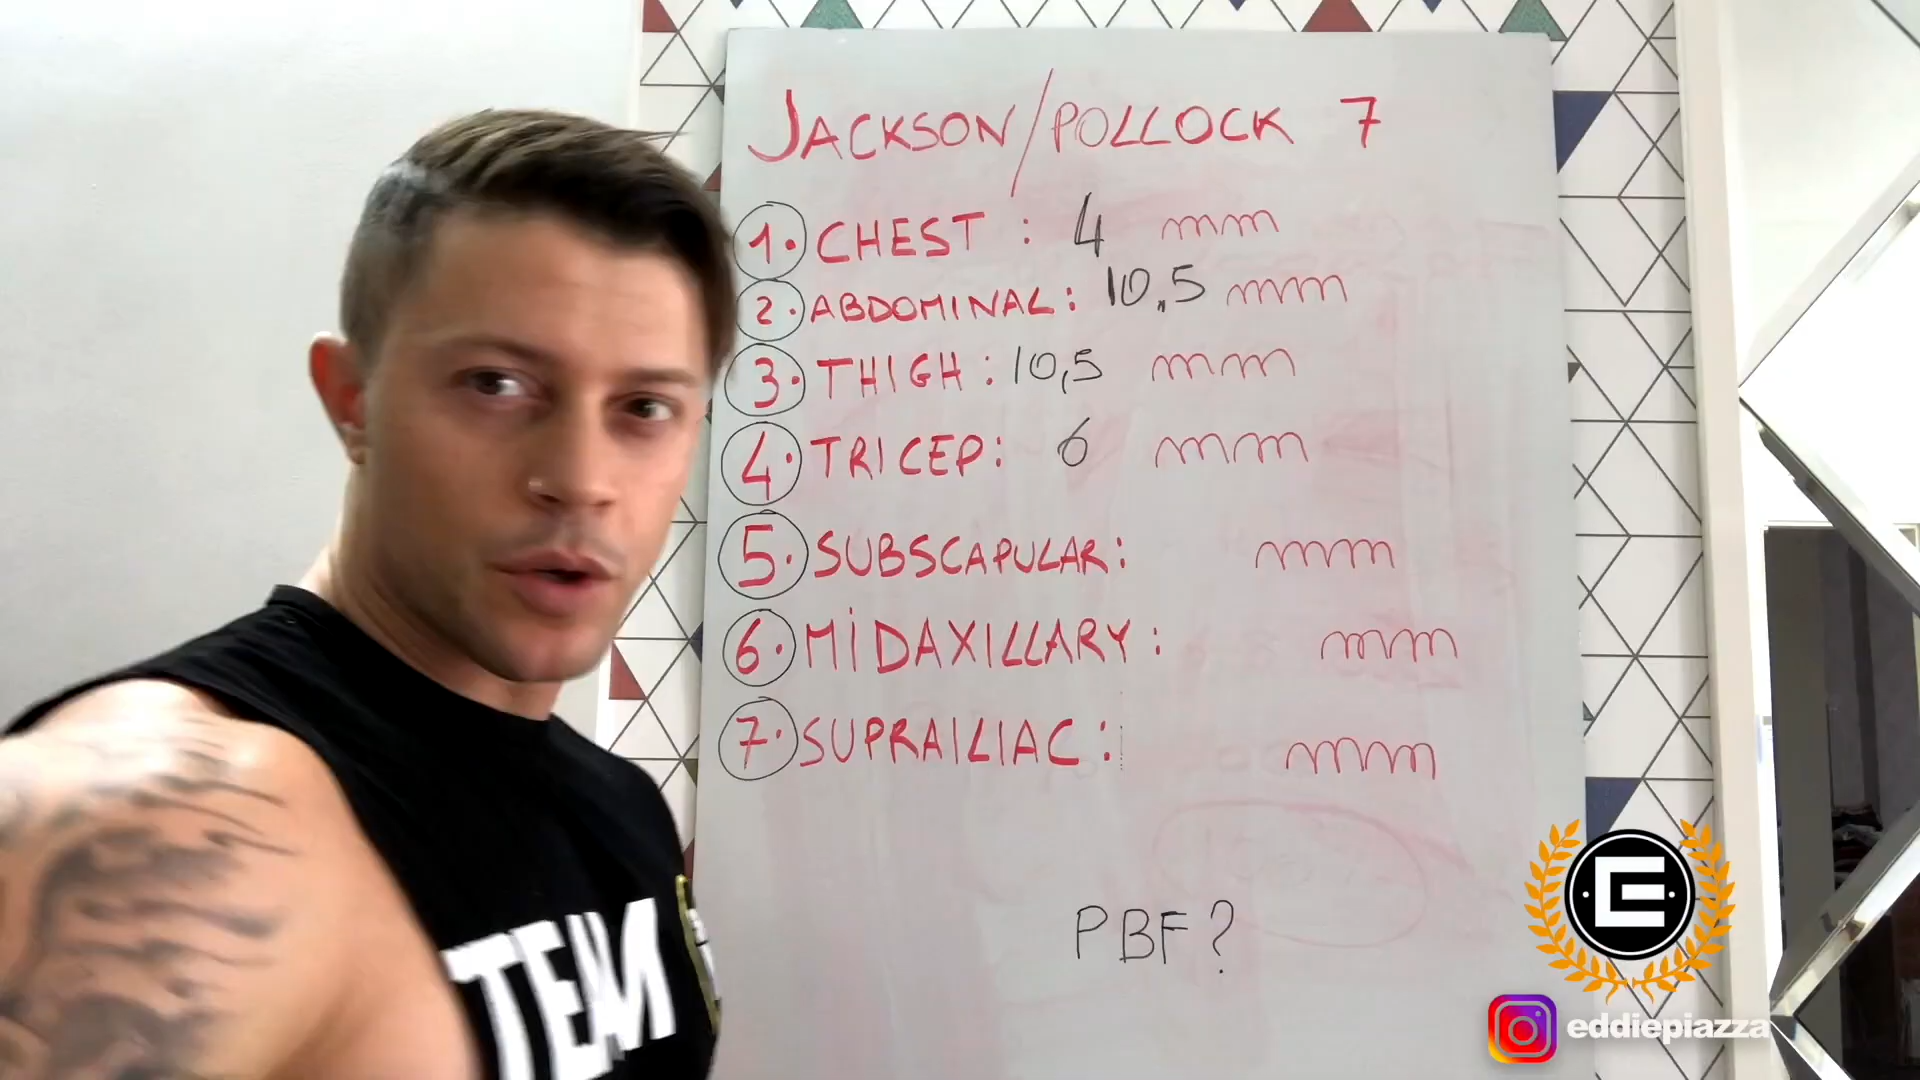 JACKSON/POLLOCK 7
1. CHEST : 4 mm
2. ABDOMINAL: 10,5 mm
3. THIGH : 10,5 mm
4. TRICEP: 6 mm
5. SUBSCAPULAR: mm
6. MiDAXILLARY: mm
7. SUPRAILIAC: mm
PBF?
TEAM
E
eddiepiazza